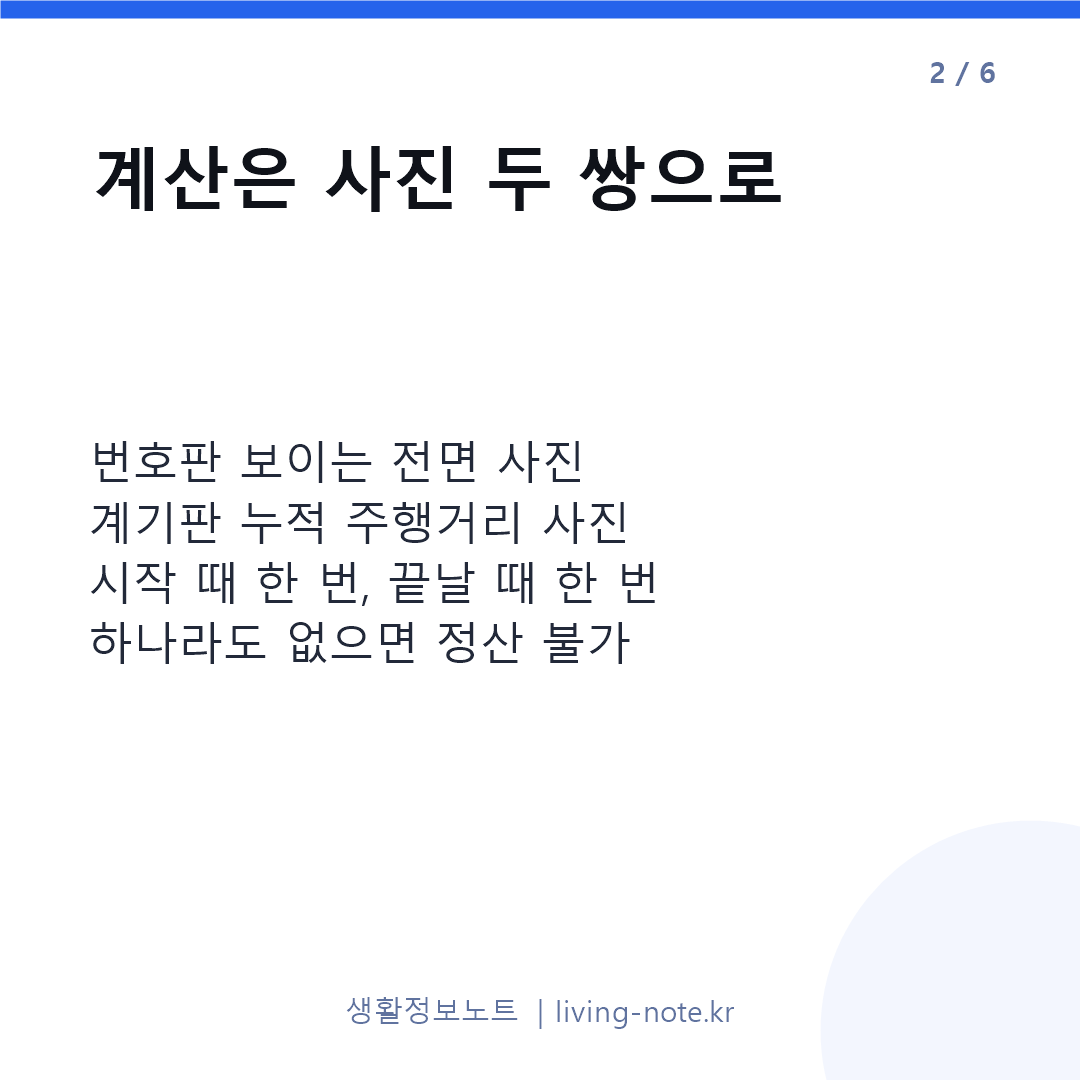 2 / 6
계산은 사진 두 쌍으로
번호판 보이는 전면 사진
계기판 누적 주행거리 사진
시작 때 한 번, 끝날 때 한 번
하나라도 없으면 정산 불가
생활정보노트 | living-note.kr